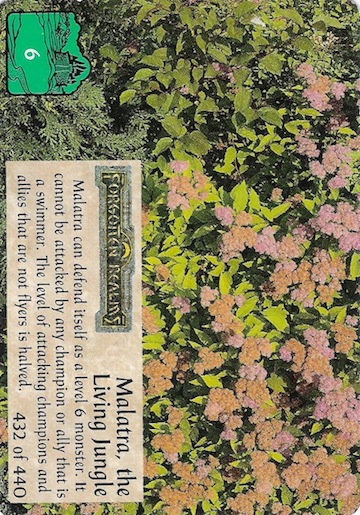 6
Malatra, the
Living Jungle
FORGOTTEN REALMS
Malatra can defend itself as a level 6 monster. It
cannot be attacked by any champion or ally that is
a swimmer. The level of attacking champions and
allies that are not flyers is halved.
432 of 440